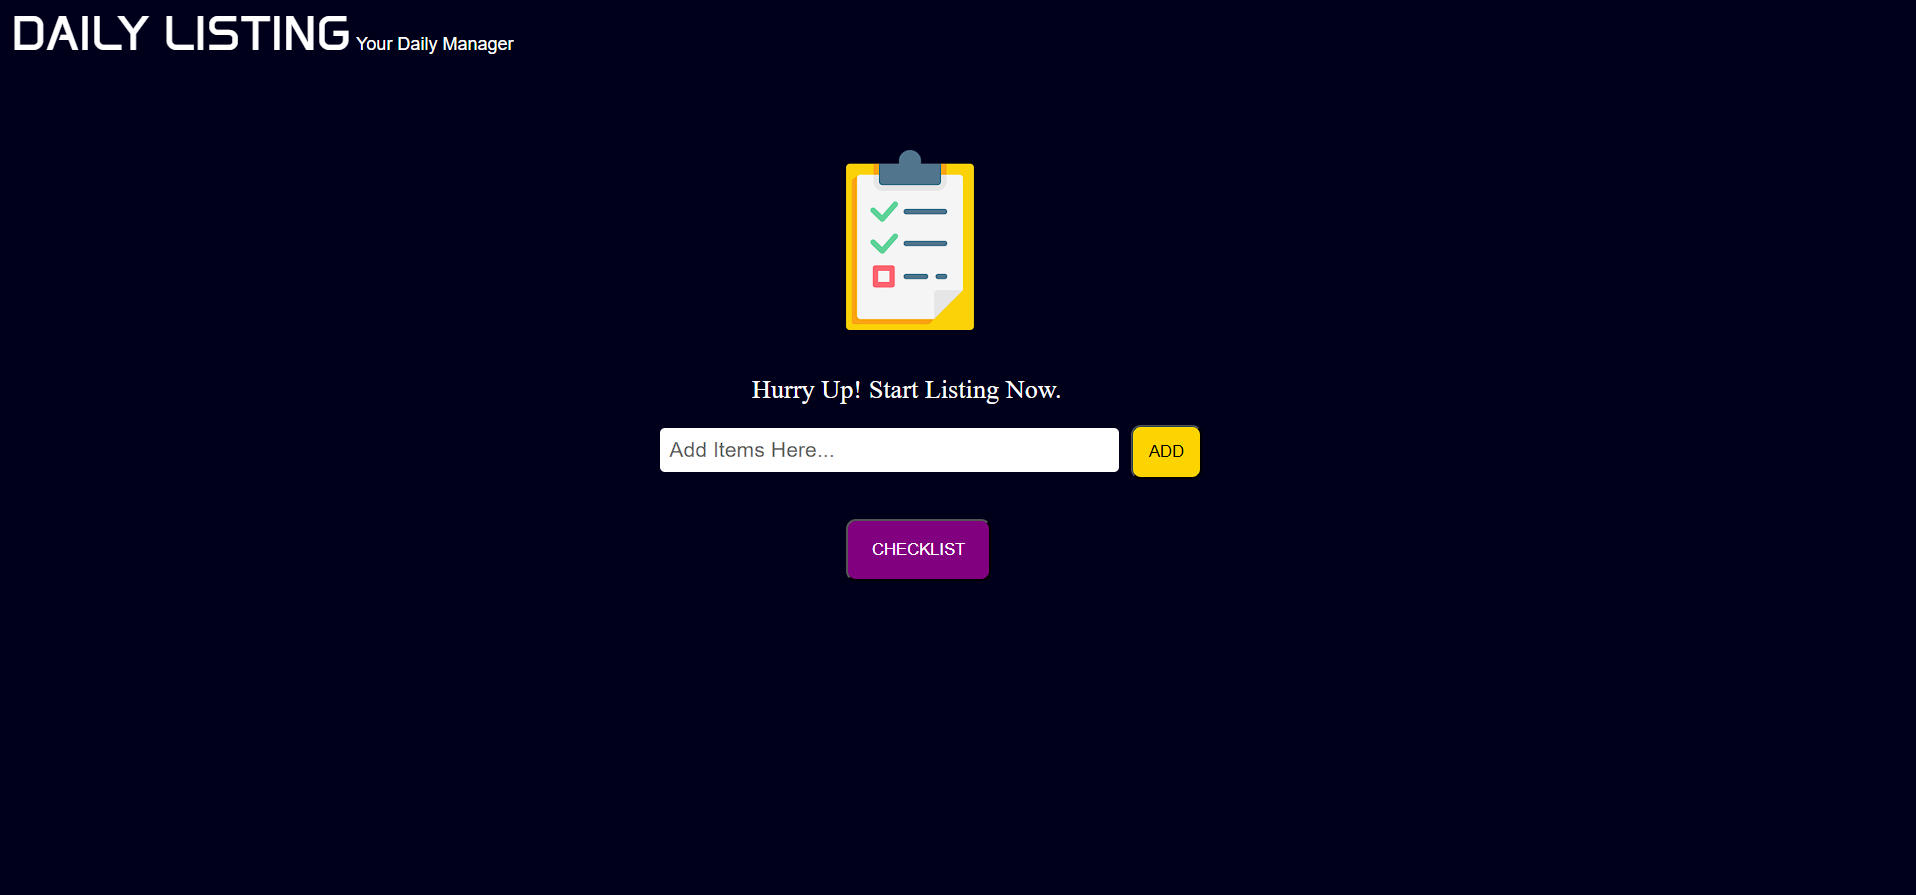 DAILY LISTING Your Daily Manager
Hurry Up! Start Listing Now.
Add Items Here...
ADD
CHECKLIST